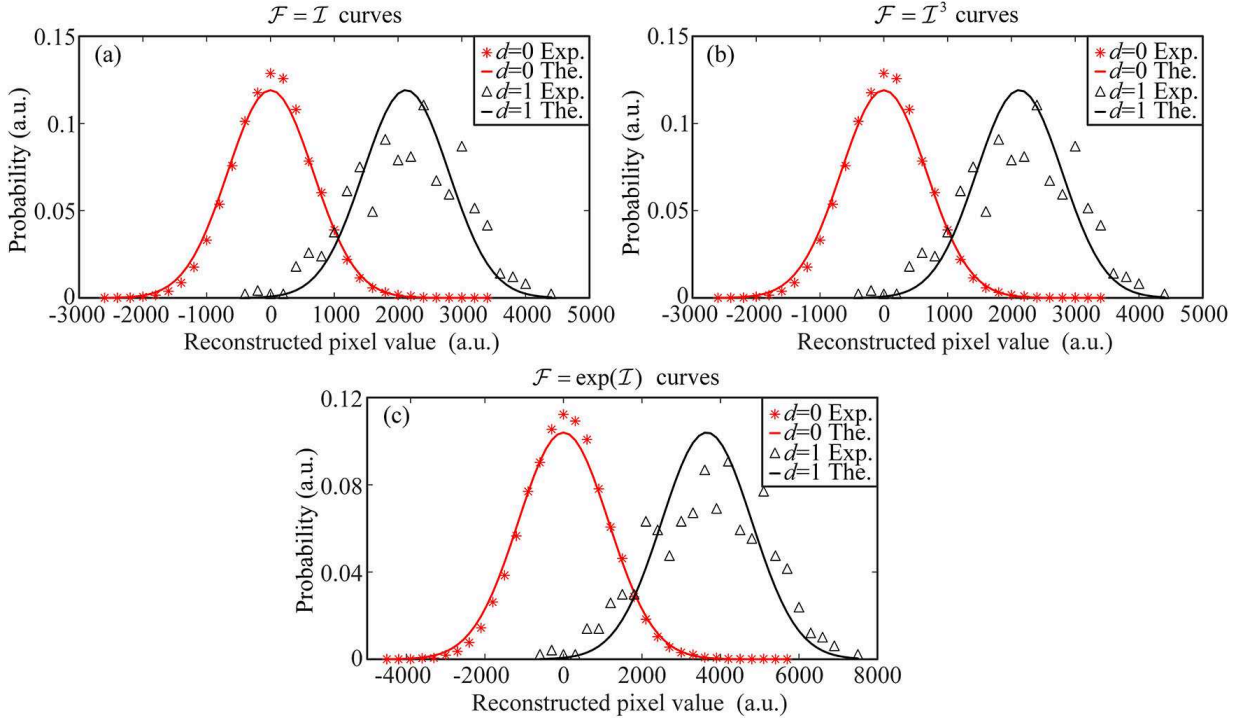 𝓕 = 𝓘 curves
(a)
0.15
0.1
0.05
0
Probability (a.u.)
d=0 Exp.
d=0 The.
d=1 Exp.
d=1 The.
-3000 -2000 -1000 0 1000 2000 3000 4000 5000
Reconstructed pixel value (a.u.)
𝓕 = 𝓘³ curves
(b)
0.15
0.1
0.05
0
Probability (a.u.)
d=0 Exp.
d=0 The.
d=1 Exp.
d=1 The.
-3000 -2000 -1000 0 1000 2000 3000 4000 5000
Reconstructed pixel value (a.u.)
𝓕 = exp(𝓘) curves
(c)
0.12
0.08
0.04
0
Probability (a.u.)
d=0 Exp.
d=0 The.
d=1 Exp.
d=1 The.
-4000 -2000 0 2000 4000 6000 8000
Reconstructed pixel value (a.u.)